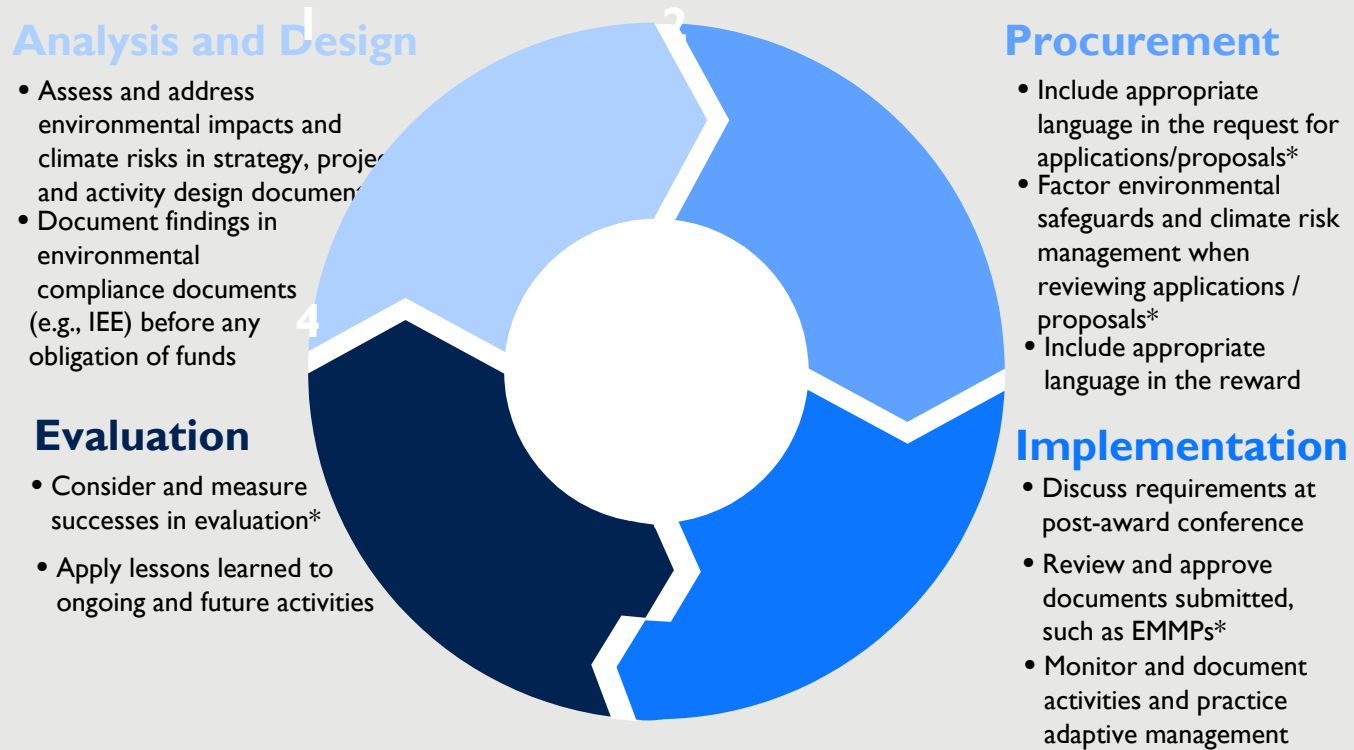 1
Analysis and Design
• Assess and address
environmental impacts and
climate risks in strategy,
and activity design
• Document findings in
environmental
compliance documents
(e.g., IEE) before any
obligation of funds
2
Procurement
• Include appropriate
language in the request for
applications/proposals*
• Factor environmental
safeguards and climate risk
management when
reviewing applications /
proposals*
• Include appropriate
language in the reward
4
Evaluation
• Consider and measure
successes in evaluation*
• Apply lessons learned to
ongoing and future activities
Implementation
• Discuss requirements at
post-award conference
• Review and approve
documents submitted,
such as EMMPs*
• Monitor and document
activities and practice
adaptive management